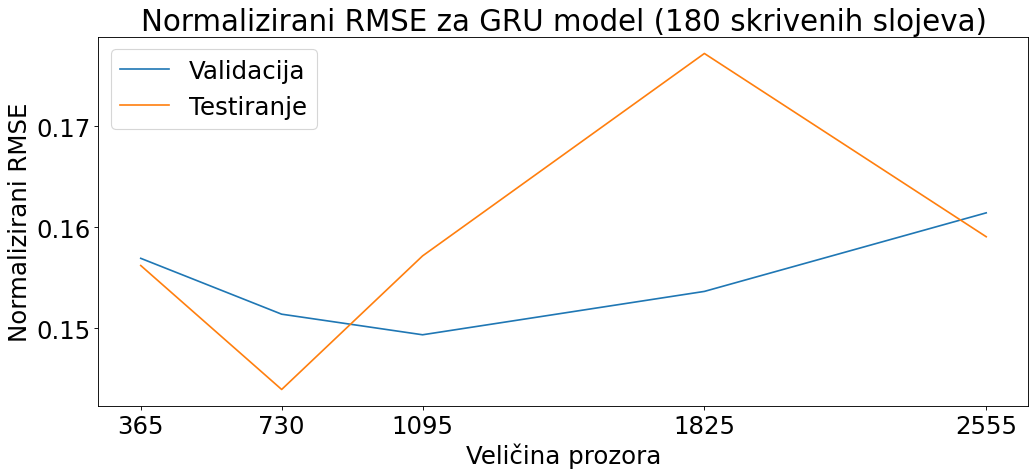 Normalizirani RMSE za GRU model (180 skrivenih slojeva)
Validacija
Testiranje
Normalizirani RMSE
0.17
0.16
0.15
365 730 1095 1825 2555
Veličina prozora